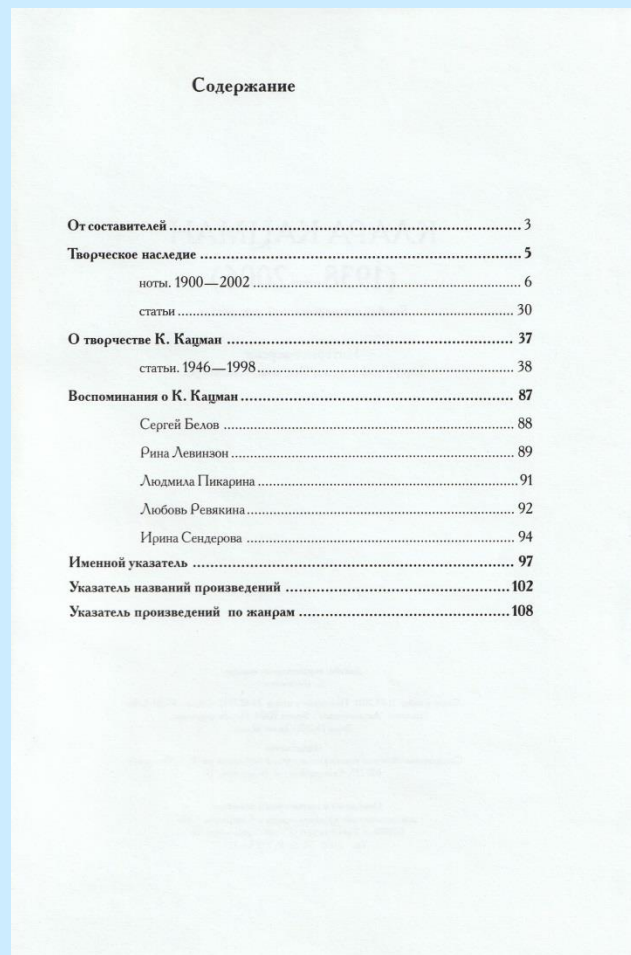 Содержание
От составителей ........ 3
Творческое наследие ........ 5
ноты. 1900—2002 ........ 6
статьи ........ 30
О творчестве К. Кацман ........ 37
статьи. 1946—1998 ........ 38
Воспоминания о К. Кацман ........ 87
Сергей Белов ........ 88
Рина Левинзон ........ 89
Людмила Пикарина ........ 91
Любовь Ревякина ........ 92
Ирина Сендерова ........ 94
Именной указатель ........ 97
Указатель названий произведений ........ 102
Указатель произведений по жанрам ........ 108